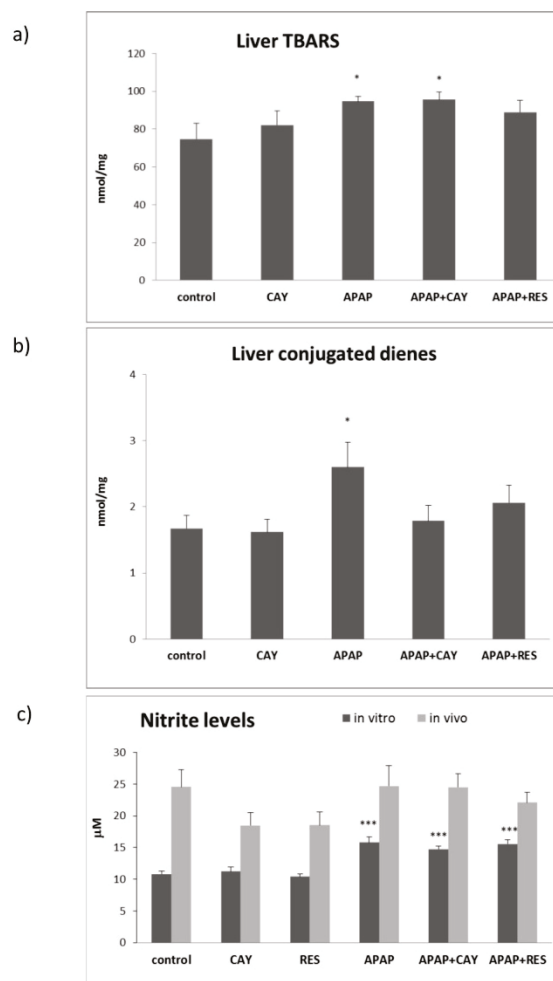 a)
Liver TBARS
nmol/mg
120
100
80
60
40
20
0
* *
control CAY APAP APAP+CAY APAP+RES
b)
Liver conjugated dienes
nmol/mg
4
3
2
1
0
*
control CAY APAP APAP+CAY APAP+RES
c)
Nitrite levels in vitro in vivo
µM
30
25
20
15
10
5
0
*** *** ***
control CAY RES APAP APAP+CAY APAP+RES